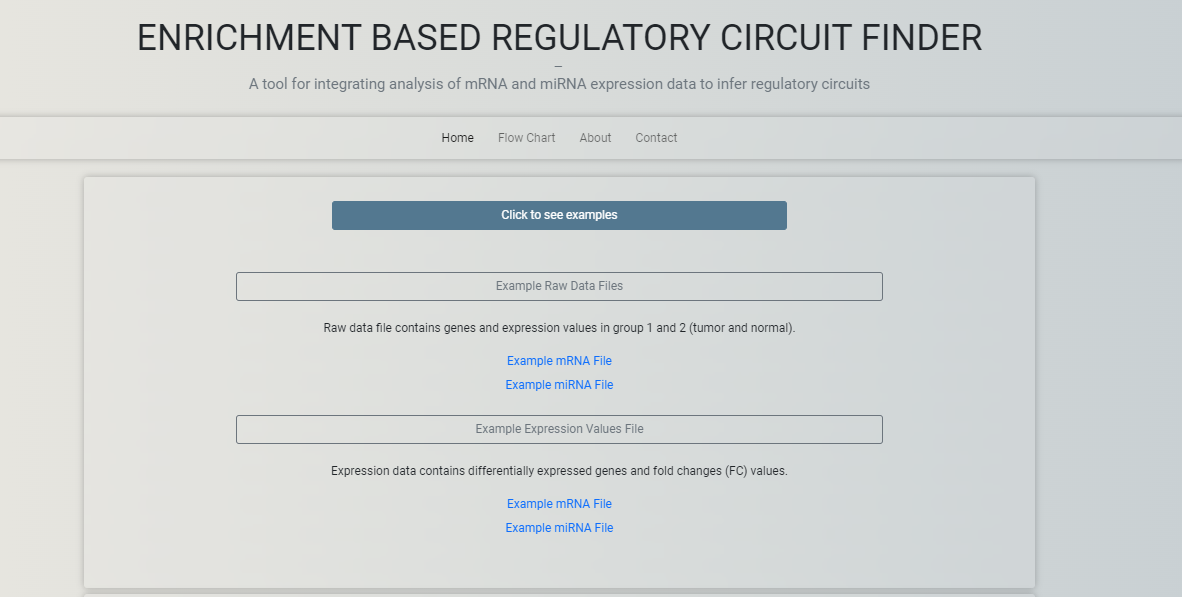 ENRICHMENT BASED REGULATORY CIRCUIT FINDER
_
A tool for integrating analysis of mRNA and miRNA expression data to infer regulatory circuits
Home Flow Chart About Contact
Click to see examples
Example Raw Data Files
Raw data file contains genes and expression values in group 1 and 2 (tumor and normal).
Example mRNA File
Example miRNA File
Example Expression Values File
Expression data contains differentially expressed genes and fold changes (FC) values.
Example mRNA File
Example miRNA File